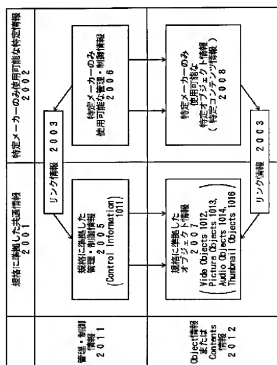 規格に準拠した共通情報
2001
特定メーカーのみ使用可能な特定情報
2002
管理・制御
情報
2011
リンク情報
2003
規格に準拠した
管理・制御情報
2005
(Control Information
1011)
特定メーカーのみ
使用可能な管理・制御情報
2006
Object情報
または
Contents
情報
2012
規格に準拠した
オブジェクト情報
2007
(Video Objects 1012,
Picture Objects 1013,
Audio Objects 1014,
Thumbnail Objects 1016)
特定メーカーのみ
使用可能な
特定オブジェクト情報
(特定コンテンツ情報)
2008
リンク情報
2003